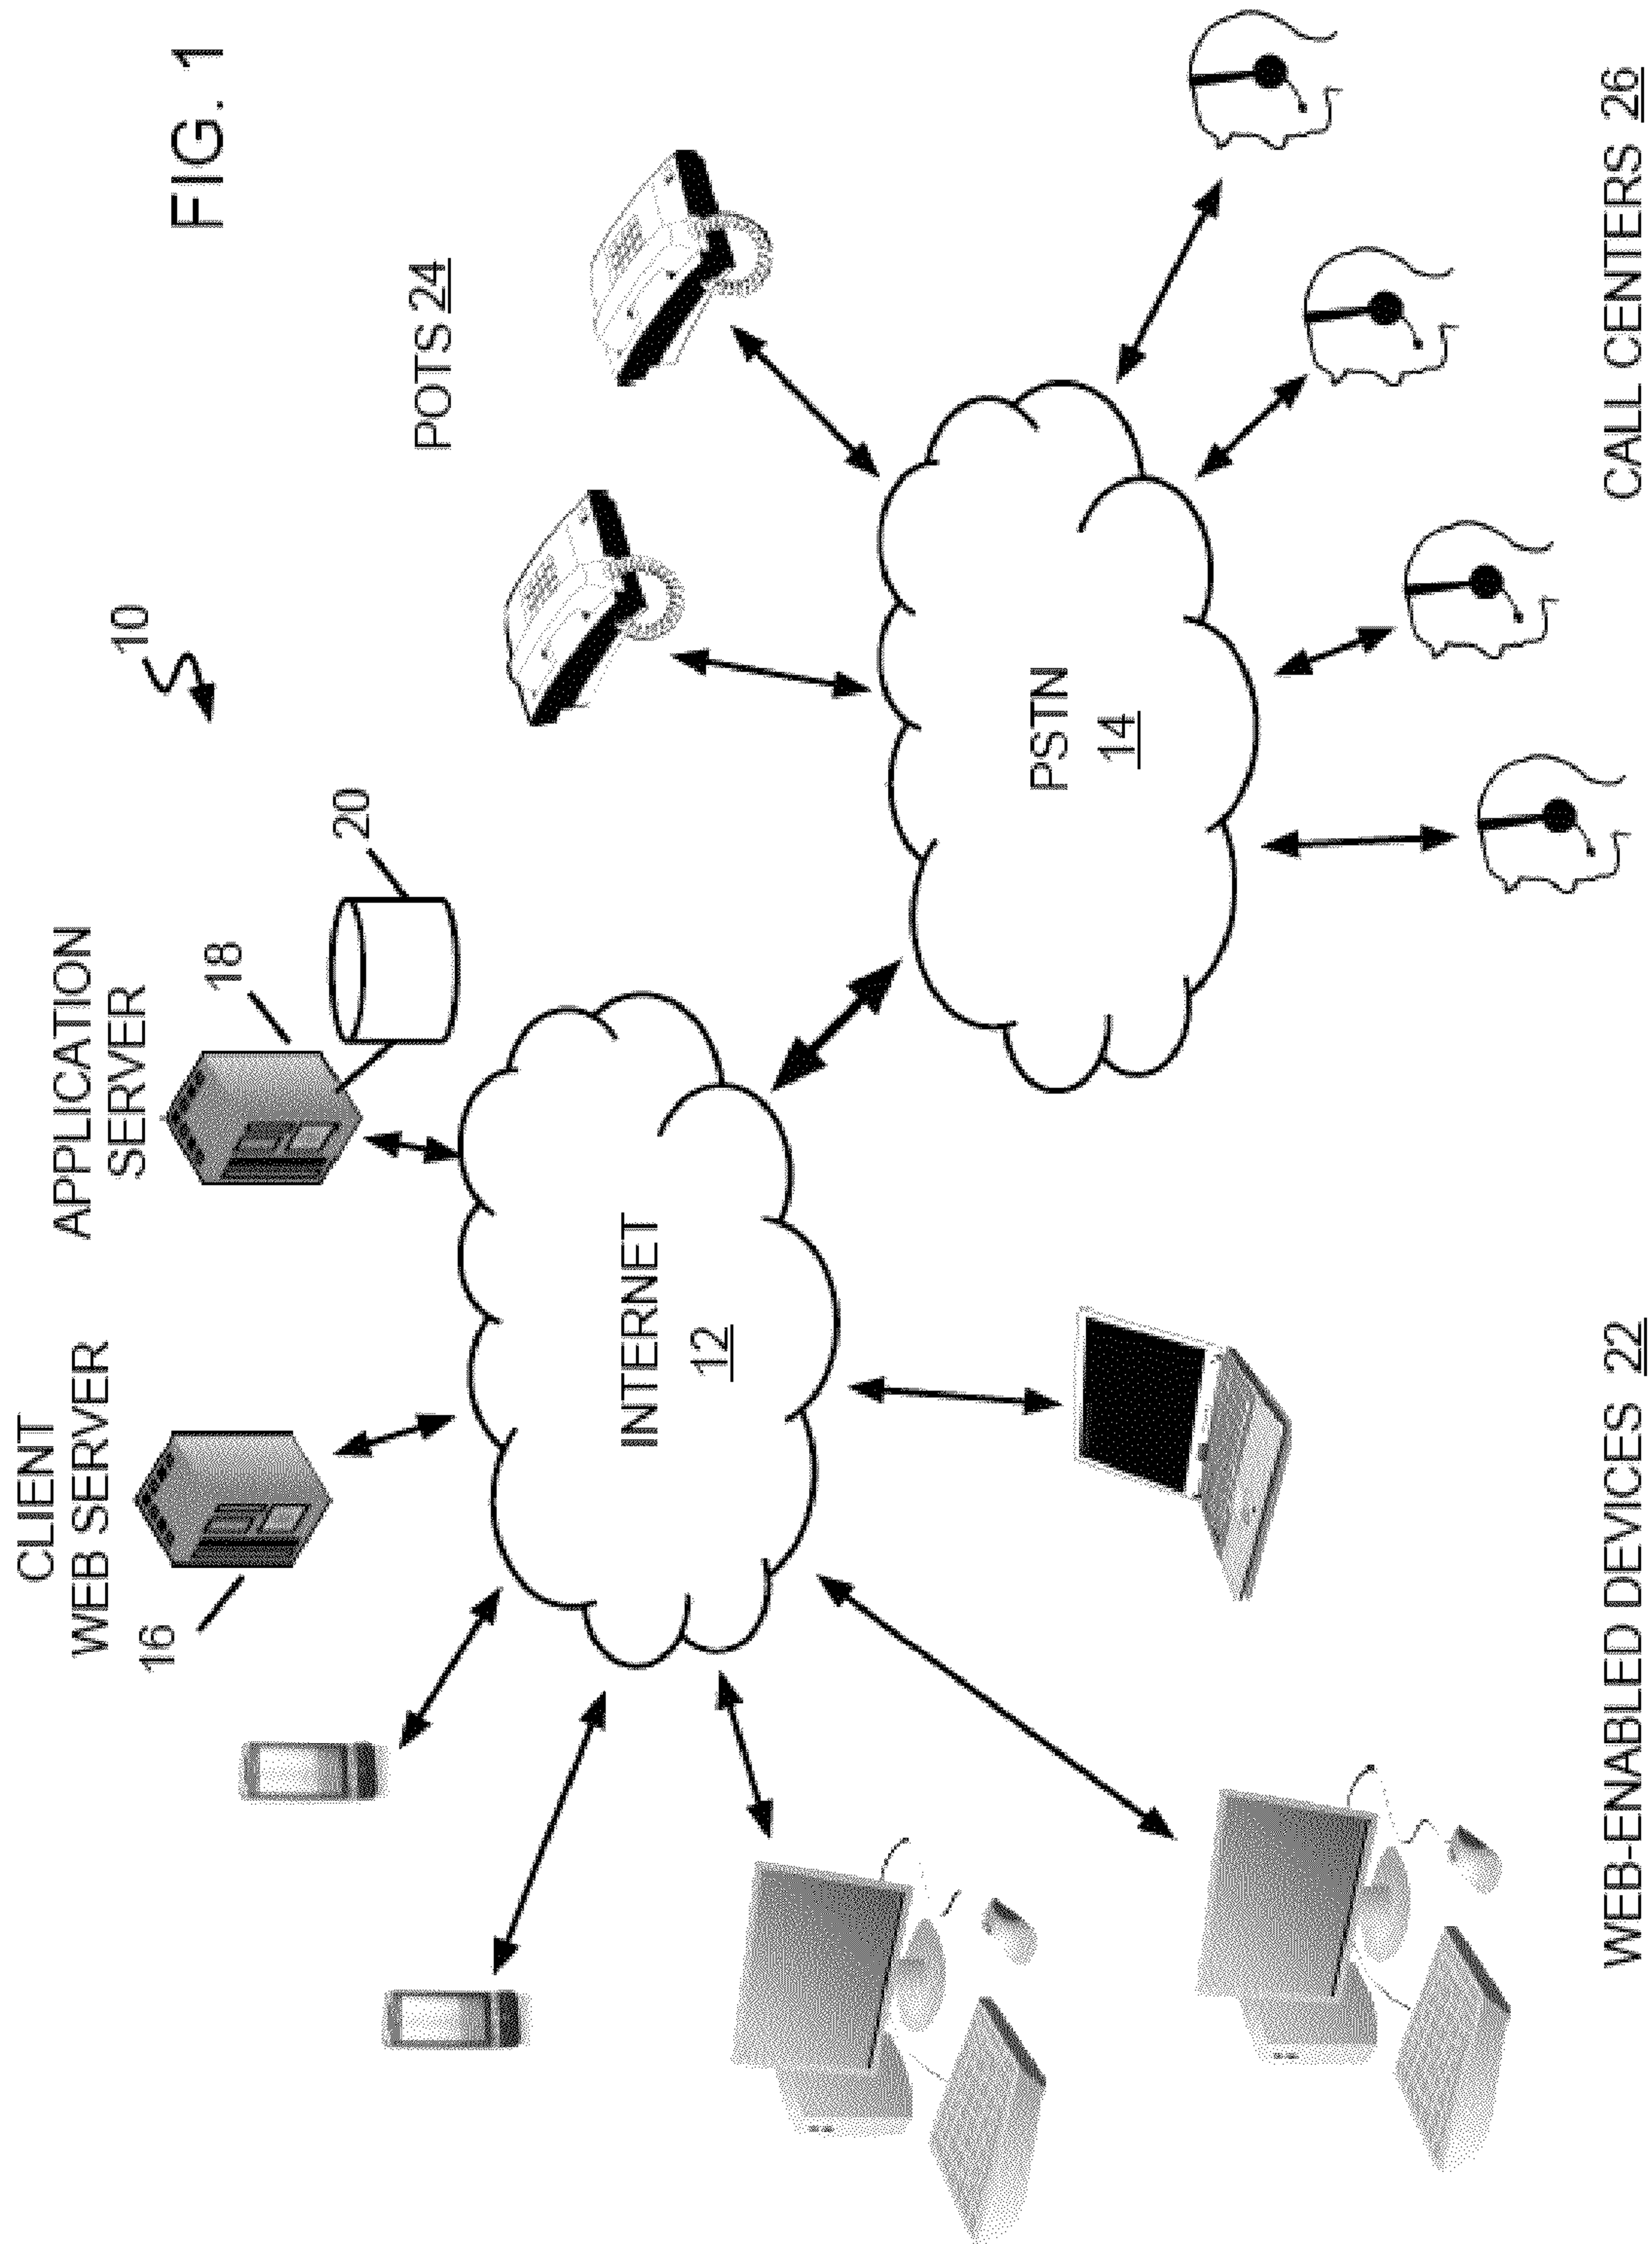 FIG. 1
10
CLIENT
WEB SERVER
16
APPLICATION
SERVER
18
20
POTS 24
INTERNET
12
PSTN
14
WEB-ENABLED DEVICES 22
CALL CENTERS 26